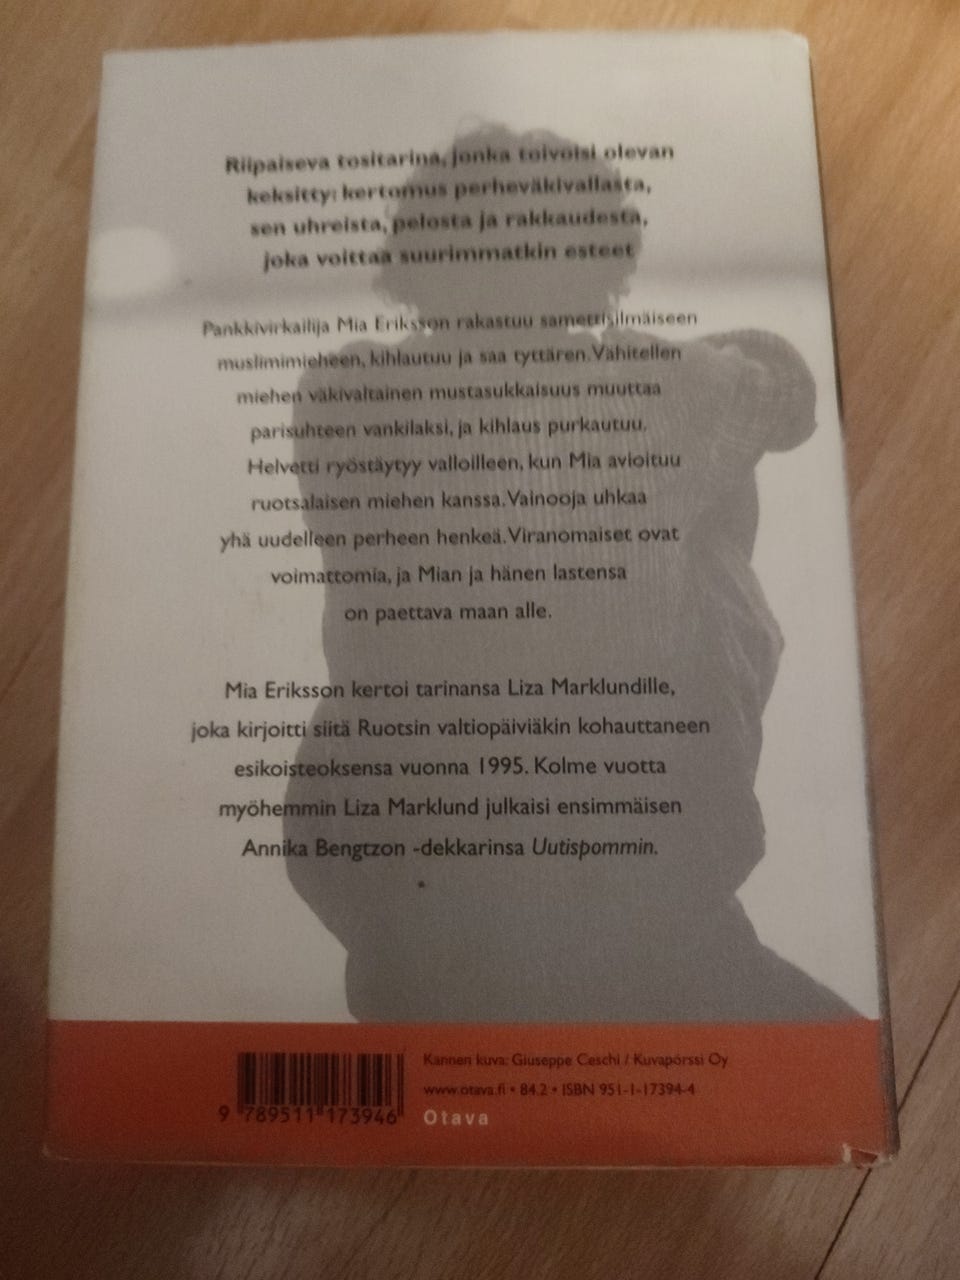 Riipaiseva tositarina, jonka toivoisi olevan
keksitty: kertomus perheväkivallasta,
sen uhreista, pelosta ja rakkaudesta,
joka voittaa suurimmatkin esteet
Pankkivirkailija Mia Eriksson rakastuu samettisilmäiseen
muslimimieheen, kihlautuu ja saa tyttären. Vähitellen
miehen väkivaltainen mustasukkaisuus muuttaa
parisuhteen vankilaksi, ja kihlaus purkautuu.
Helvetti ryöstäytyy valloilleen, kun Mia avioituu
ruotsalaisen miehen kanssa. Vainooja uhkaa
yhä uudelleen perheen henkeä. Viranomaiset ovat
voimattomia, ja Mian ja hänen lastensa
on paettava maan alle.
Mia Eriksson kertoi tarinansa Liza Marklundille,
joka kirjoitti siitä Ruotsin valtiopäiviäkin kohauttaneen
esikoisteoksensa vuonna 1995. Kolme vuotta
myöhemmin Liza Marklund julkaisi ensimmäisen
Annika Bengtzon -dekkarinsa Uutispommin.
Kannen kuva: Giuseppe Ceschi / Kuvapörssi Oy
www.otava.fi • 84.2 • ISBN 951-1-17394-4
9 789511 173946
Otava